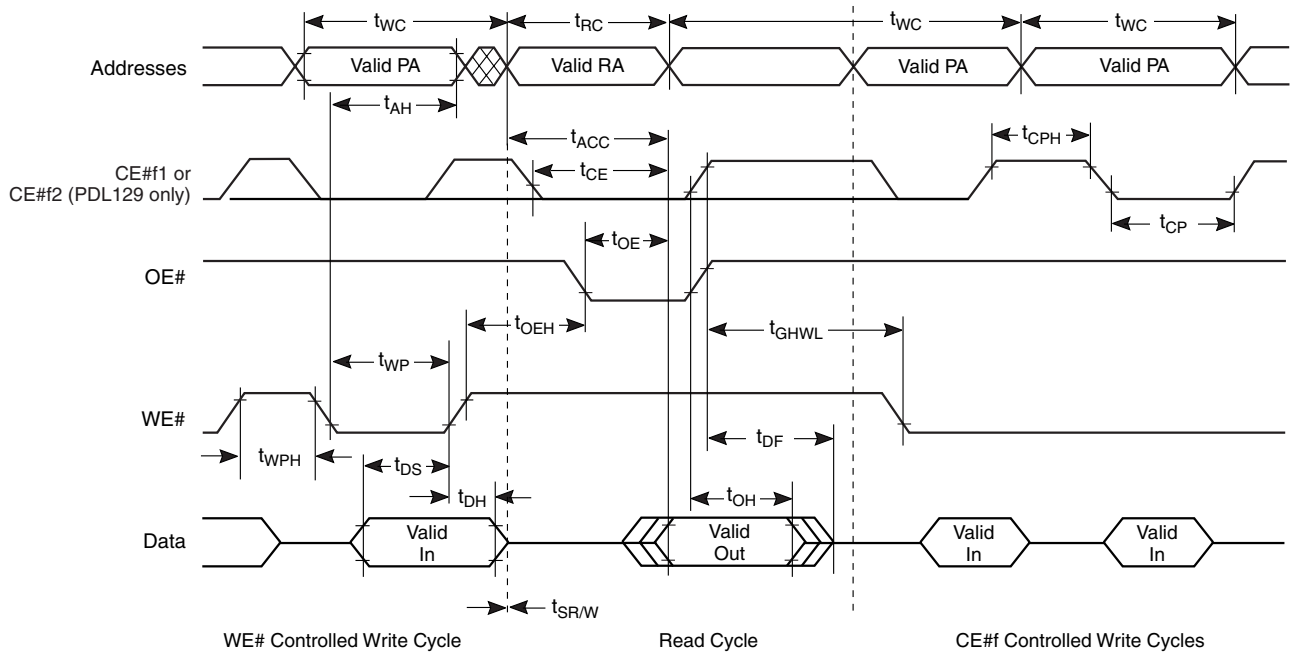 tWC
tRC
tWC
tWC
Addresses
Valid PA
Valid RA
Valid PA
Valid PA
tAH
tACC
tCPH
CE#f1 or
CE#f2 (PDL129 only)
tCE
tCP
tOE
OE#
tOEH
tGHWL
tWP
WE#
tWPH
tDS
tDF
tDH
tOH
Data
Valid
In
Valid
Out
Valid
In
Valid
In
tSR/W
WE# Controlled Write Cycle
Read Cycle
CE#f Controlled Write Cycles